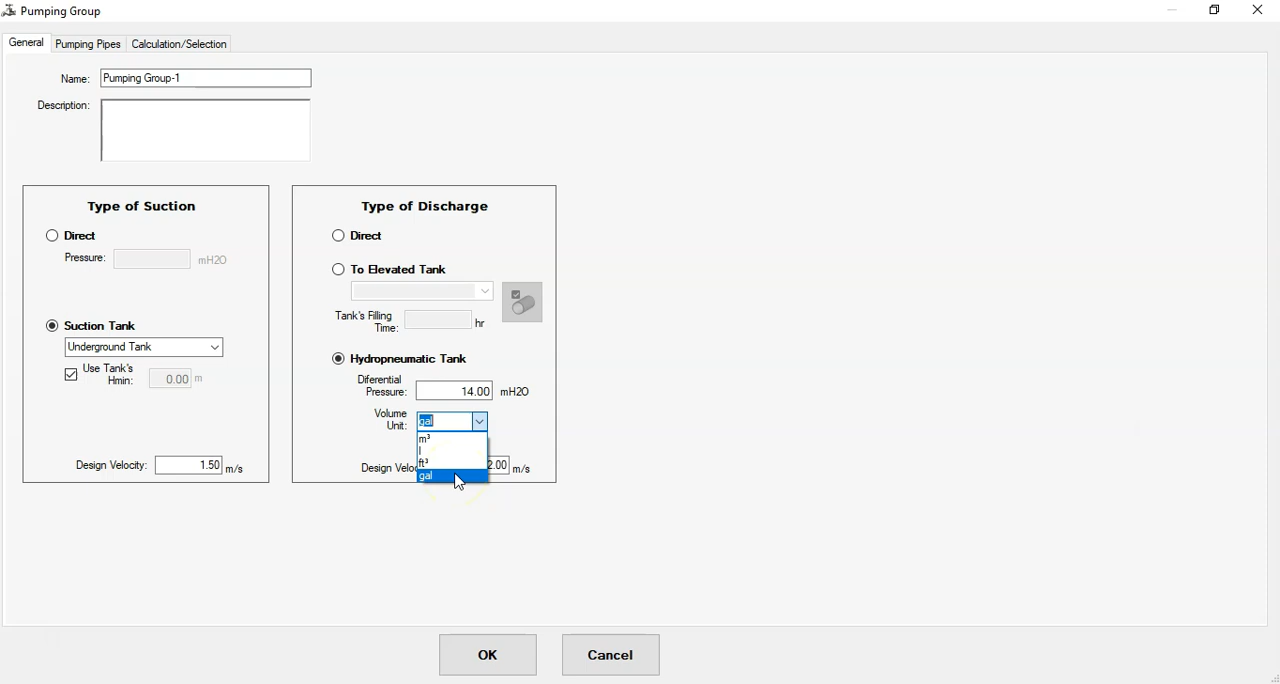 Pumping Group
General Pumping Pipes Calculation/Selection
Name: Pumping Group-1
Description:
Type of Suction
Direct
Pressure: mH2O
Suction Tank
Underground Tank
Use Tank's
Hmin: 0.00 m
Design Velocity: 1.50 m/s
Type of Discharge
Direct
To Elevated Tank
Tank's Filling
Time: hr
Hydropneumatic Tank
Diferential
Pressure: 14.00 mH2O
Volume
Unit: gal
m³
l
ft³
gal
Design Veloc 2.00 m/s
OK Cancel